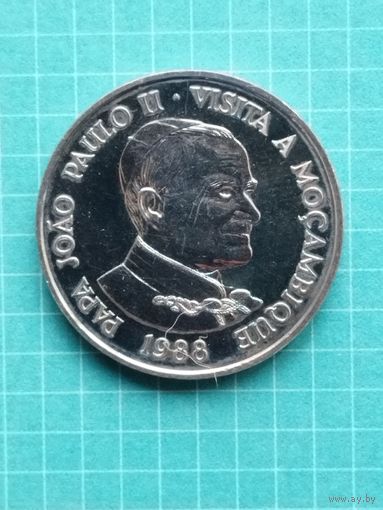 PAPA JOÃO PAULO II · VISITA A MOÇAMBIQUE
1988
www.ay.by